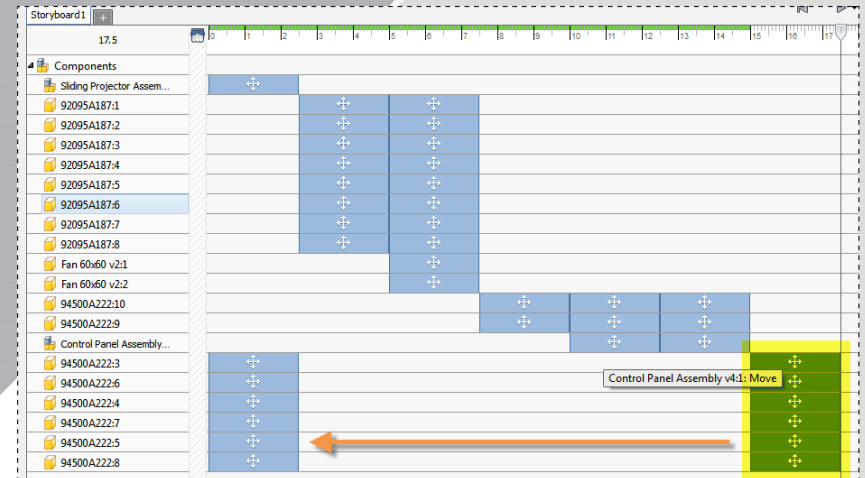 Storyboard1
17.5
0 1 2 3 4 5 6 7 8 9 10 11 12 13 14 15 16 17
Components
Sliding Projector Assem...
92095A187:1
92095A187:2
92095A187:3
92095A187:4
92095A187:5
92095A187:6
92095A187:7
92095A187:8
Fan 60x60 v2:1
Fan 60x60 v2:2
94500A222:10
94500A222:9
Control Panel Assembly...
94500A222:3
94500A222:6
Control Panel Assembly v4:1: Move
94500A222:4
94500A222:7
94500A222:5
94500A222:8